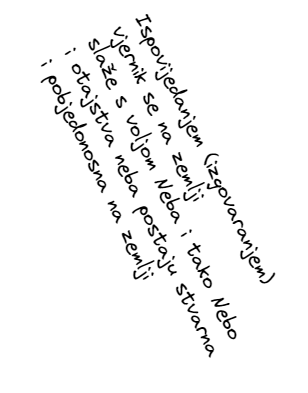 Ispovijedanjem (izgovaranjem)
vjernik se na zemlji
slaže s voljom Neba i tako Nebo
i otajstva neba postaju stvarna
i pobjedonosna na zemlji